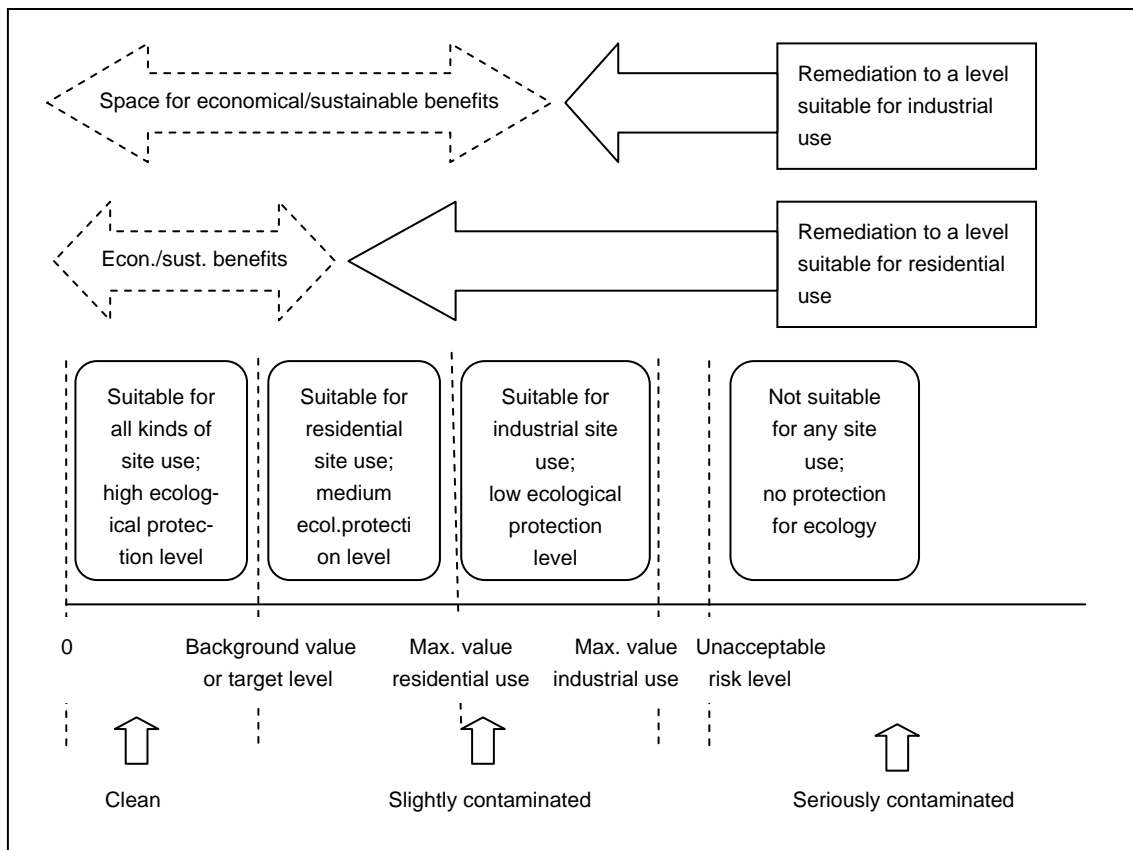 Space for economical/sustainable benefits
Remediation to a level
suitable for industrial
use
Econ./sust. benefits
Remediation to a level
suitable for residential
use
Suitable for
all kinds of
site use;
high ecolog-
ical protec-
tion level
Suitable for
residential
site use;
medium
ecol.protecti
on level
Suitable for
industrial site
use;
low ecological
protection
level
Not suitable
for any site
use;
no protection
for ecology
0
Background value
or target level
Max. value
residential use
Max. value
industrial use
Unacceptable
risk level
Clean
Slightly contaminated
Seriously contaminated